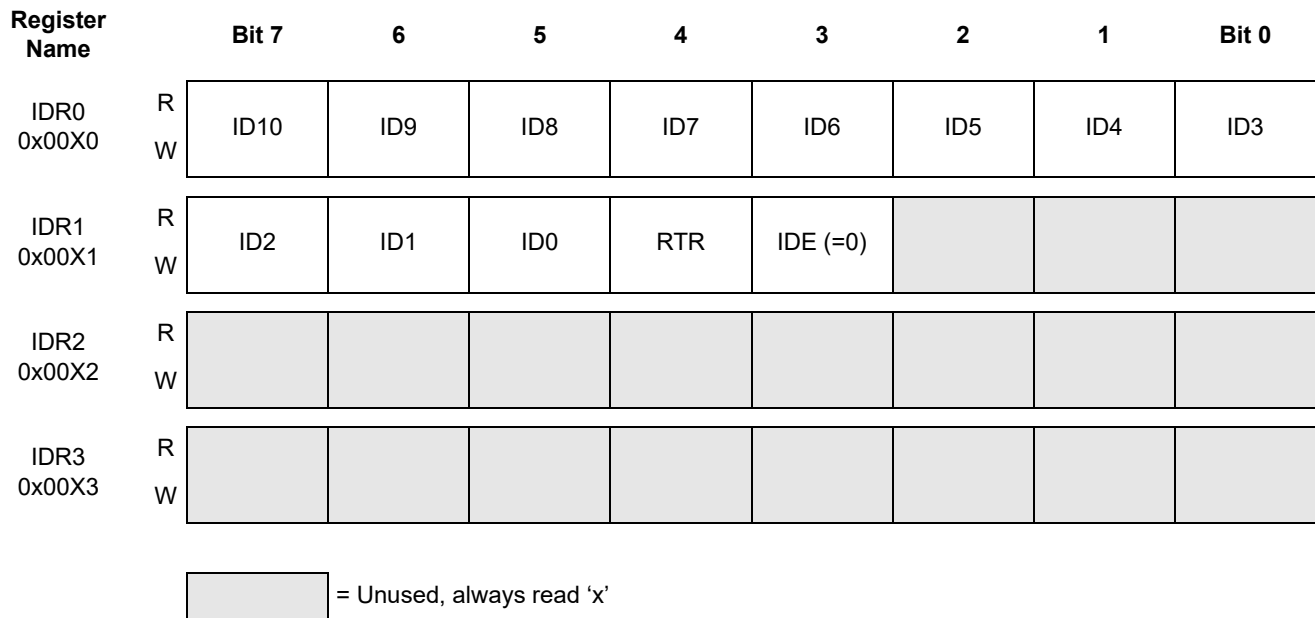 Register
Name
Bit 7 6 5 4 3 2 1 Bit 0
IDR0
0x00X0
R
W
ID10 ID9 ID8 ID7 ID6 ID5 ID4 ID3
IDR1
0x00X1
R
W
ID2 ID1 ID0 RTR IDE (=0)
IDR2
0x00X2
R
W
IDR3
0x00X3
R
W
= Unused, always read ‘x’